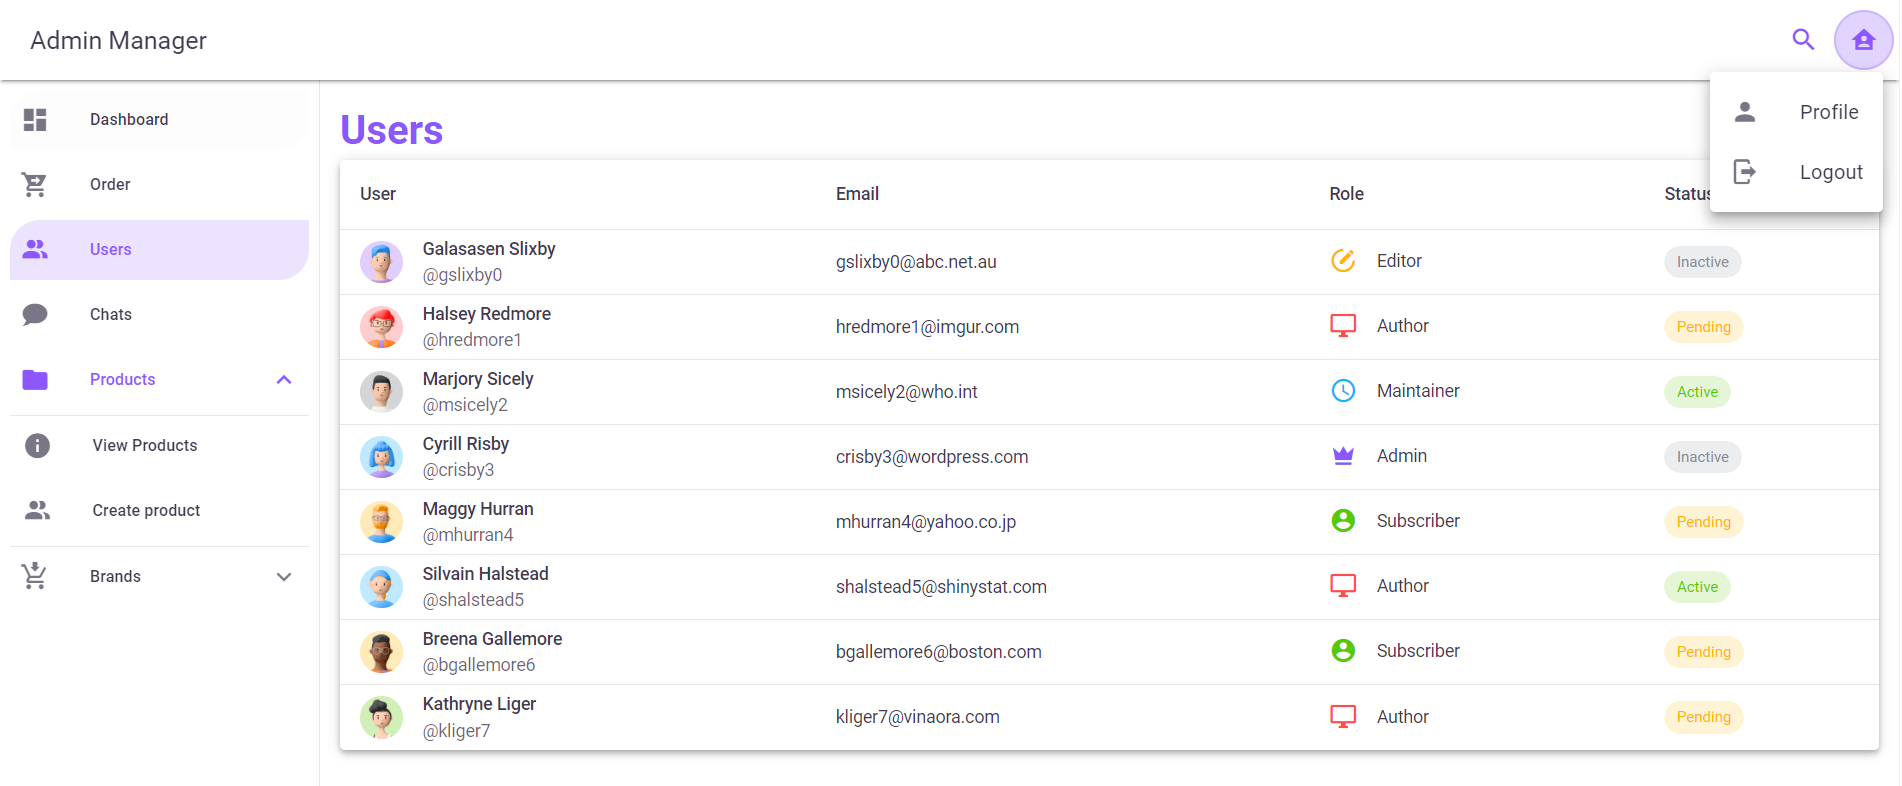 Admin Manager
Profile
Logout
Dashboard
Order
Users
Chats
Products
View Products
Create product
Brands
Users
User Email Role Status
Galasasen Slixby
@gslixby0
gslixby0@abc.net.au Editor Inactive
Halsey Redmore
@hredmore1
hredmore1@imgur.com Author Pending
Marjory Sicely
@msicely2
msicely2@who.int Maintainer Active
Cyrill Risby
@crisby3
crisby3@wordpress.com Admin Inactive
Maggy Hurran
@mhurran4
mhurran4@yahoo.co.jp Subscriber Pending
Silvain Halstead
@shalstead5
shalstead5@shinystat.com Author Active
Breena Gallemore
@bgallemore6
bgallemore6@boston.com Subscriber Pending
Kathryne Liger
@kliger7
kliger7@vinaora.com Author Pending